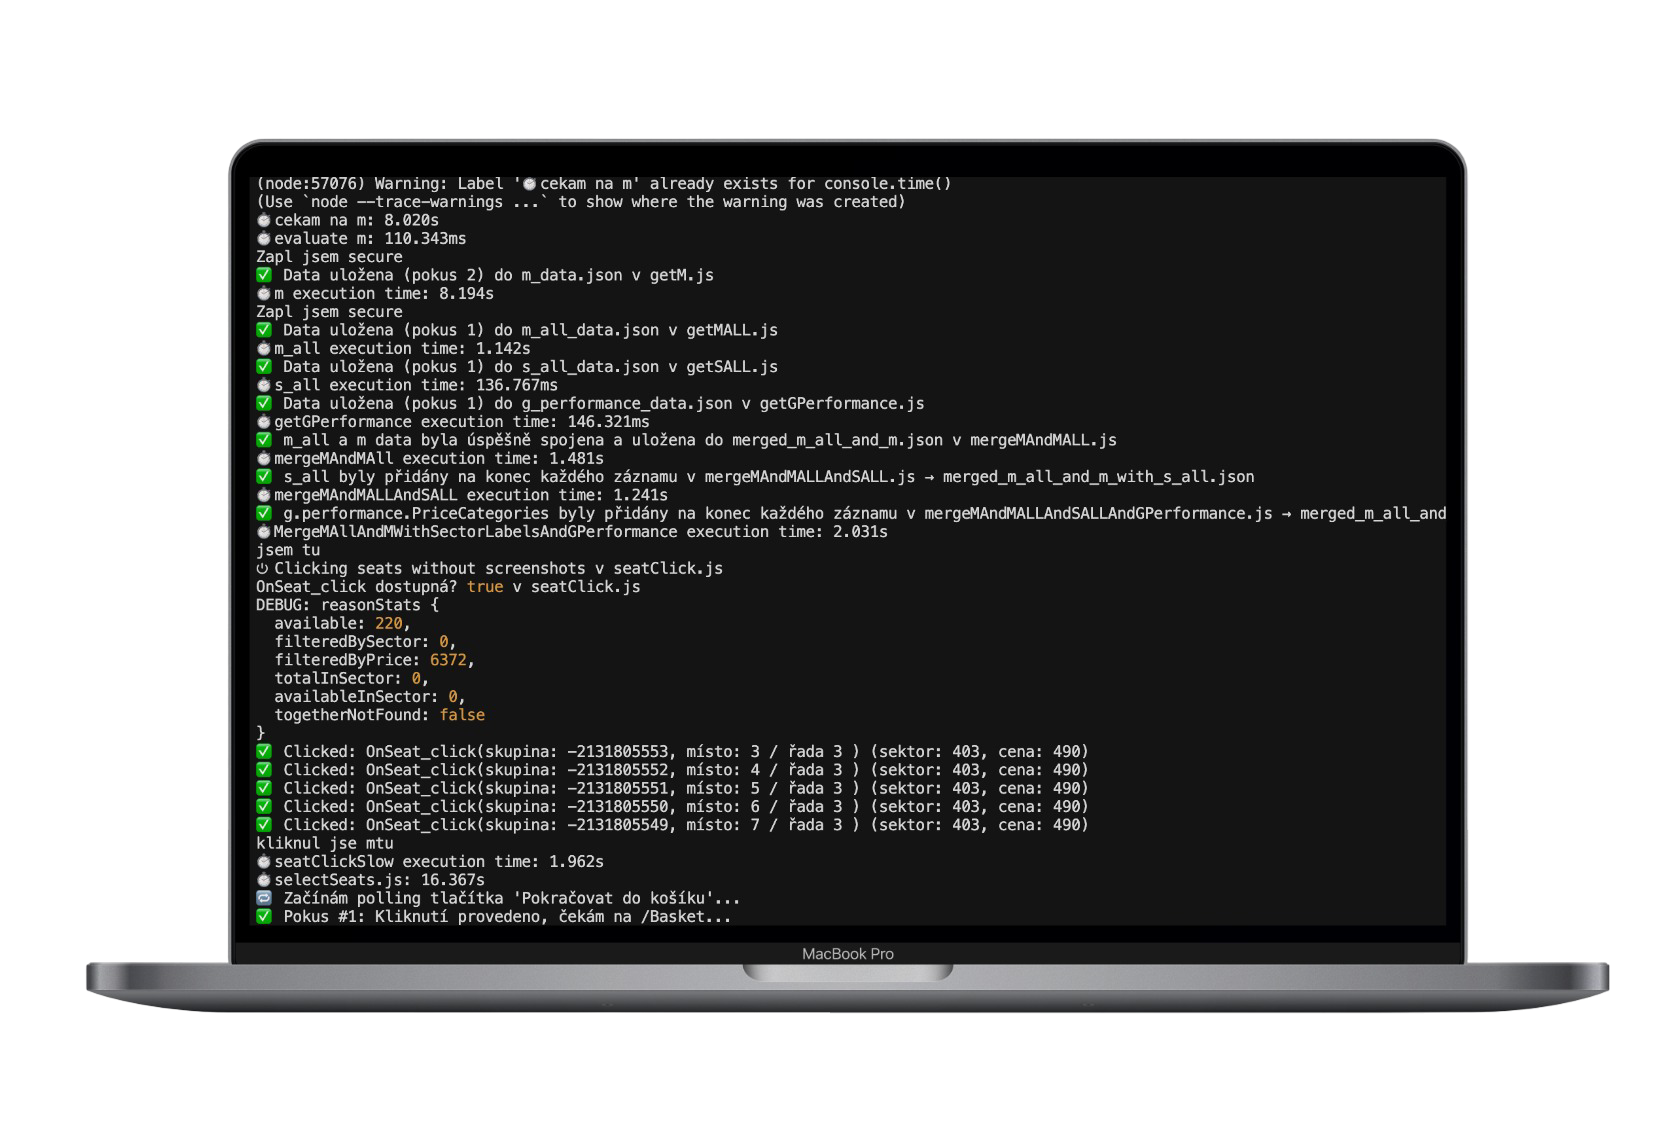 (node:57076) Warning: Label '⏱cekam na m' already exists for console.time()
(Use `node --trace-warnings ...` to show where the warning was created)
⏱cekam na m: 8.020s
⏱evaluate m: 110.343ms
Zapl jsem secure
✅ Data uložena (pokus 2) do m_data.json v getM.js
⏱m execution time: 8.194s
Zapl jsem secure
✅ Data uložena (pokus 1) do m_all_data.json v getMALL.js
⏱m_all execution time: 1.142s
✅ Data uložena (pokus 1) do s_all_data.json v getSALL.js
⏱s_all execution time: 136.767ms
✅ Data uložena (pokus 1) do g_performance_data.json v getGPerformance.js
⏱getGPerformance execution time: 146.321ms
✅ m_all a m data byla úspěšně spojena a uložena do merged_m_all_and_m.json v mergeMAndMALL.js
⏱mergeMAndMAll execution time: 1.481s
✅ s_all byly přidány na konec každého záznamu v mergeMAndMALLAndSALL.js → merged_m_all_and_m_with_s_all.json
⏱mergeMAndMALLAndSALL execution time: 1.241s
✅ g.performance.PriceCategories byly přidány na konec každého záznamu v mergeMAndMALLAndSALLAndGPerformance.js → merged_m_all_and
⏱MergeMAllAndMWithSectorLabelsAndGPerformance execution time: 2.031s
jsem tu
⏻ Clicking seats without screenshots v seatClick.js
OnSeat_click dostupná? true v seatClick.js
DEBUG: reasonStats {
  available: 220,
  filteredBySector: 0,
  filteredByPrice: 6372,
  totalInSector: 0,
  availableInSector: 0,
  togetherNotFound: false
}
✅ Clicked: OnSeat_click(skupina: -2131805553, místo: 3 / řada 3 ) (sektor: 403, cena: 490)
✅ Clicked: OnSeat_click(skupina: -2131805552, místo: 4 / řada 3 ) (sektor: 403, cena: 490)
✅ Clicked: OnSeat_click(skupina: -2131805551, místo: 5 / řada 3 ) (sektor: 403, cena: 490)
✅ Clicked: OnSeat_click(skupina: -2131805550, místo: 6 / řada 3 ) (sektor: 403, cena: 490)
✅ Clicked: OnSeat_click(skupina: -2131805549, místo: 7 / řada 3 ) (sektor: 403, cena: 490)
kliknul jse mtu
⏱seatClickSlow execution time: 1.962s
⏱selectSeats.js: 16.367s
🔁 Začínám polling tlačítka 'Pokračovat do košíku'...
✅ Pokus #1: Kliknutí provedeno, čekám na /Basket...
MacBook Pro